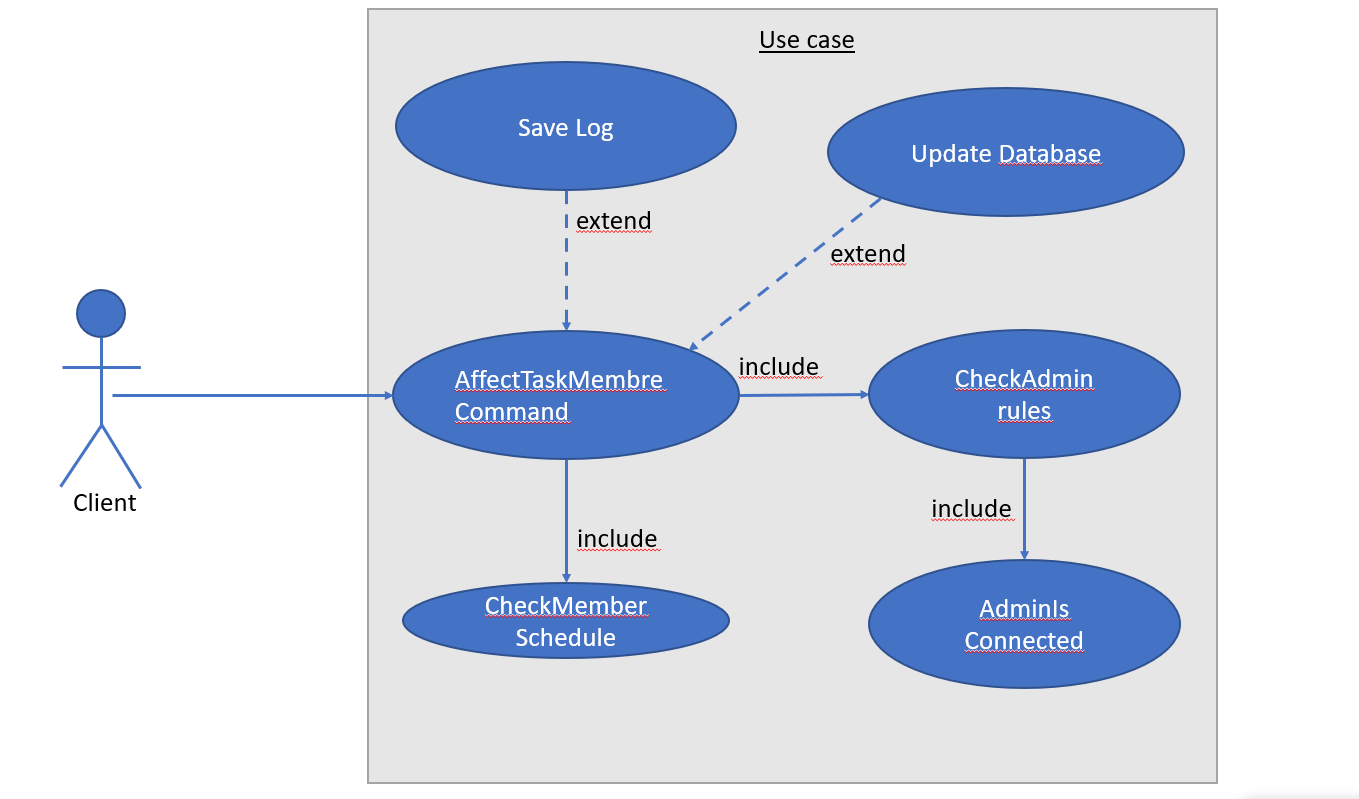 Use case
Save Log
Update Database
extend
extend
AffectTaskMembre
Command
include
CheckAdmin
rules
Client
include
include
CheckMember
Schedule
AdminIs
Connected